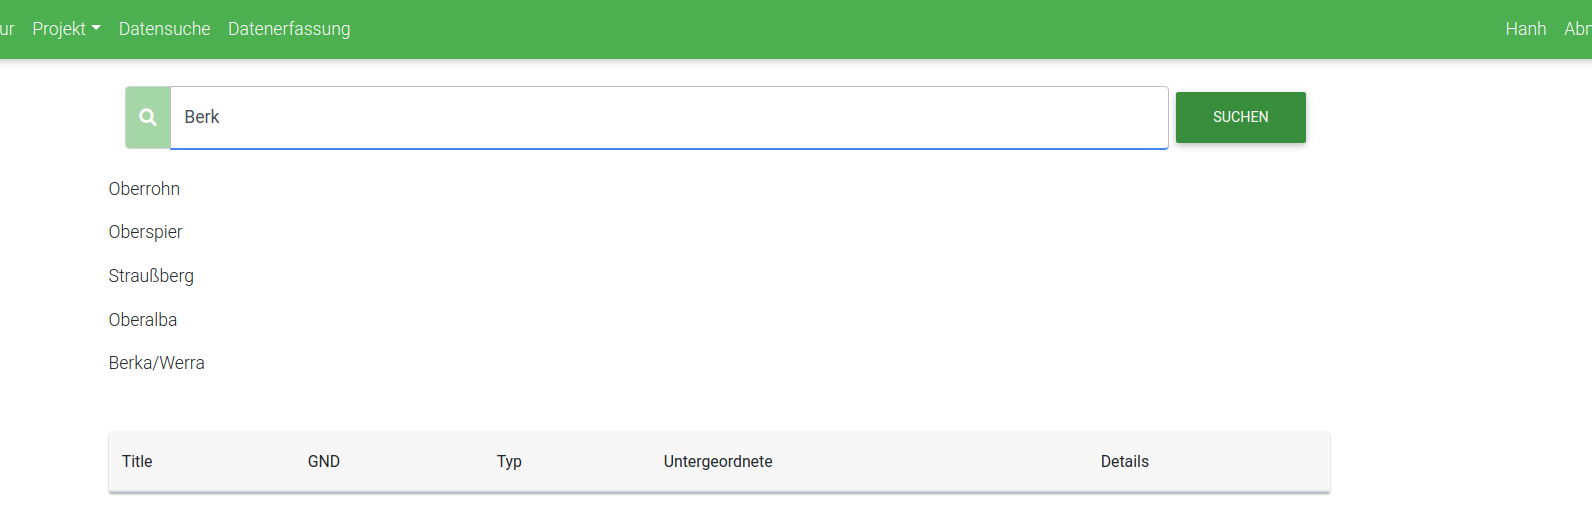 ur Projekt Datensuche Datenerfassung Hanh Abr
Berk SUCHEN
Oberrohn
Oberspier
Straußberg
Oberalba
Berka/Werra
Title GND Typ Untergeordnete Details